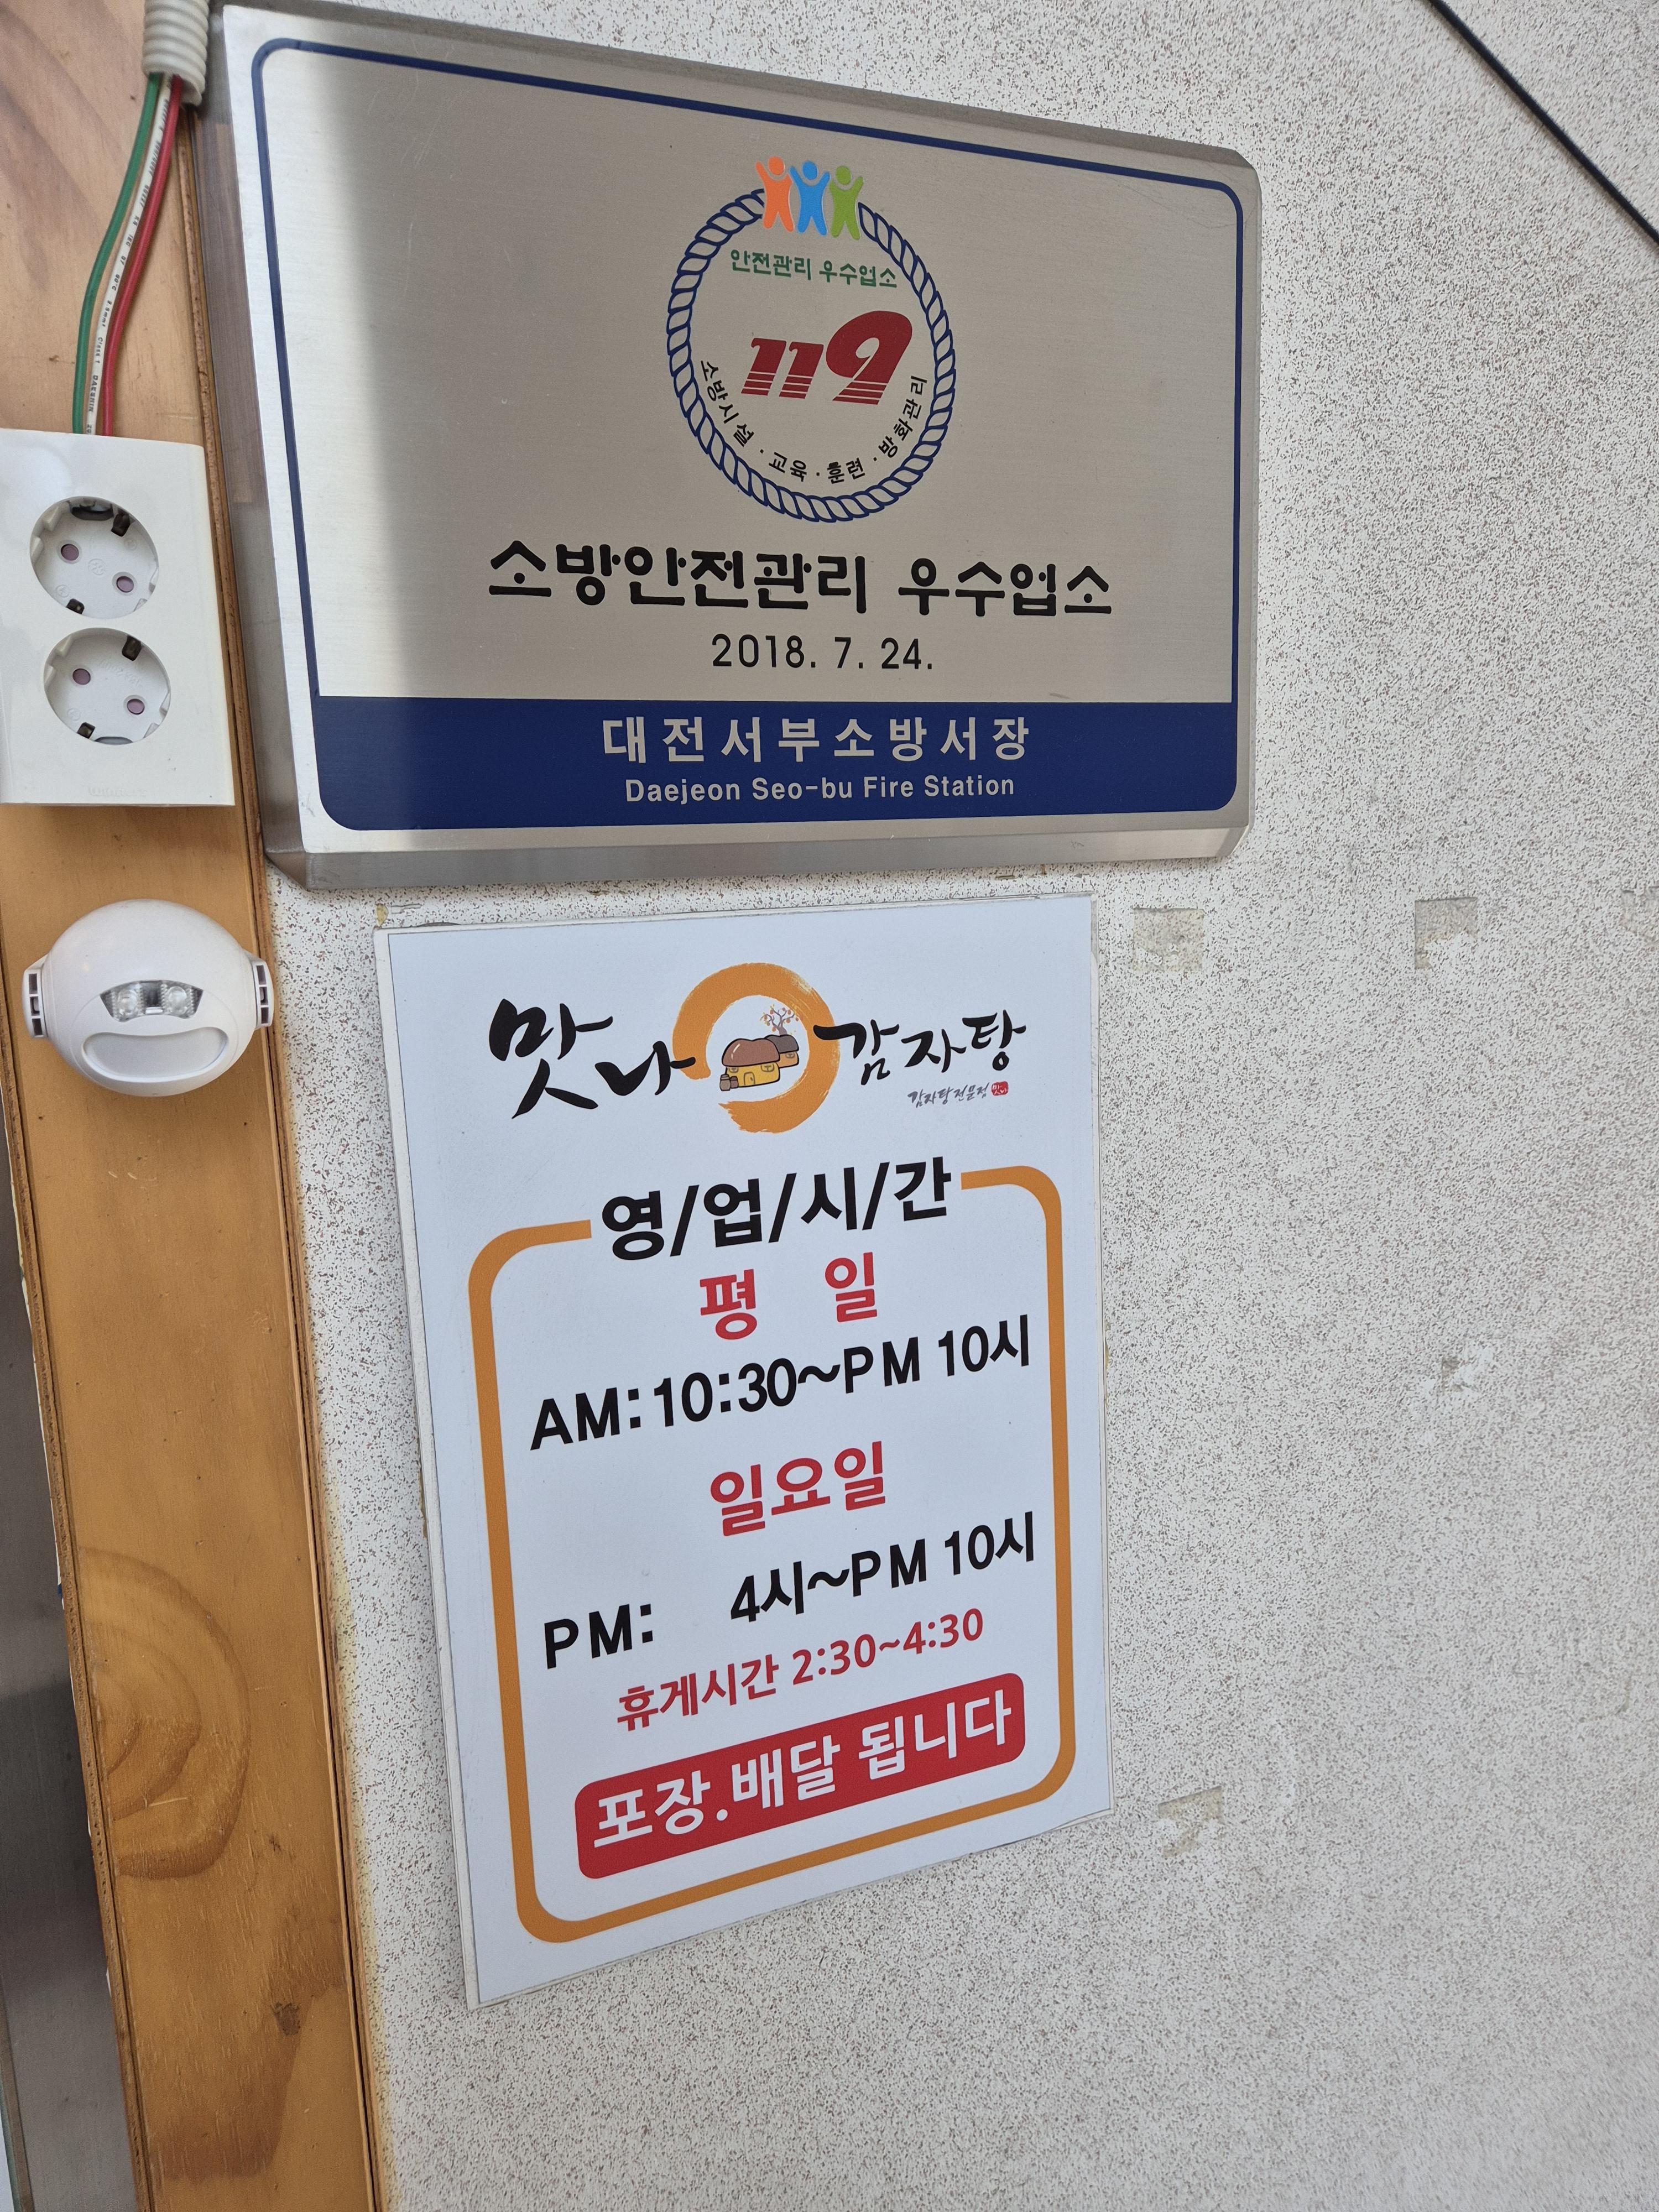 안전관리 우수업소
119
소방시설 · 교육 · 훈련 · 방화관리
소방안전관리 우수업소
2018. 7. 24.
대전서부소방서장
Daejeon Seo-bu Fire Station
맛나 감자탕
감자탕전문점 맛나
영/업/시/간
평 일
AM:10:30~PM 10시
일요일
PM: 4시~PM 10시
휴게시간 2:30~4:30
포장.배달 됩니다